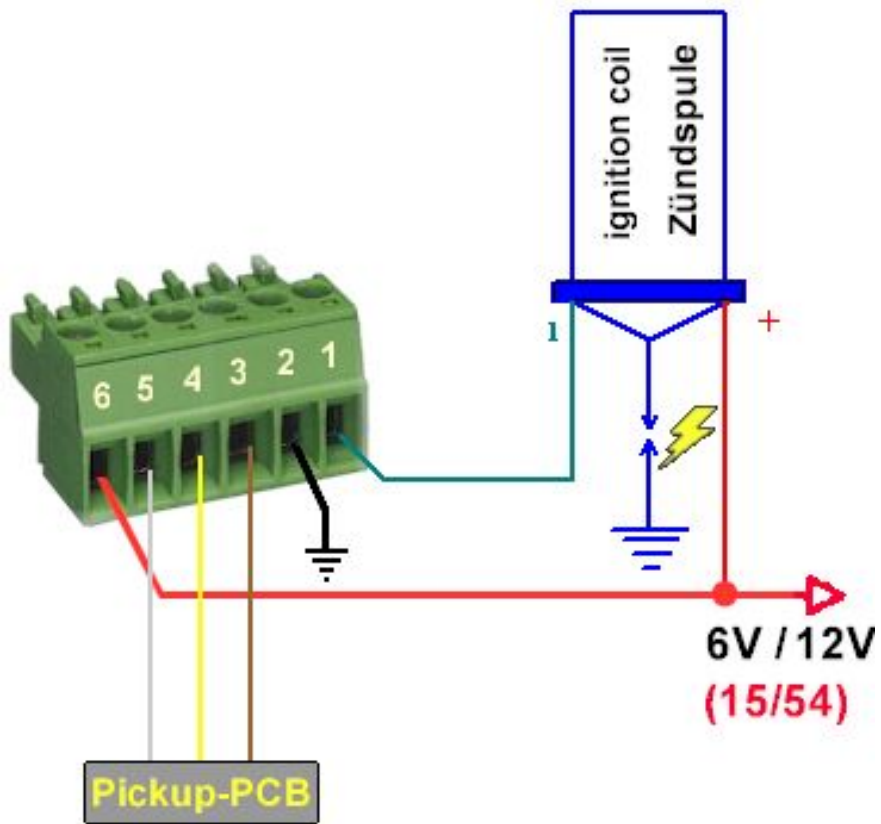 ignition coil
Zündspule
1
+
6 5 4 3 2 1
6V / 12V
(15/54)
Pickup-PCB